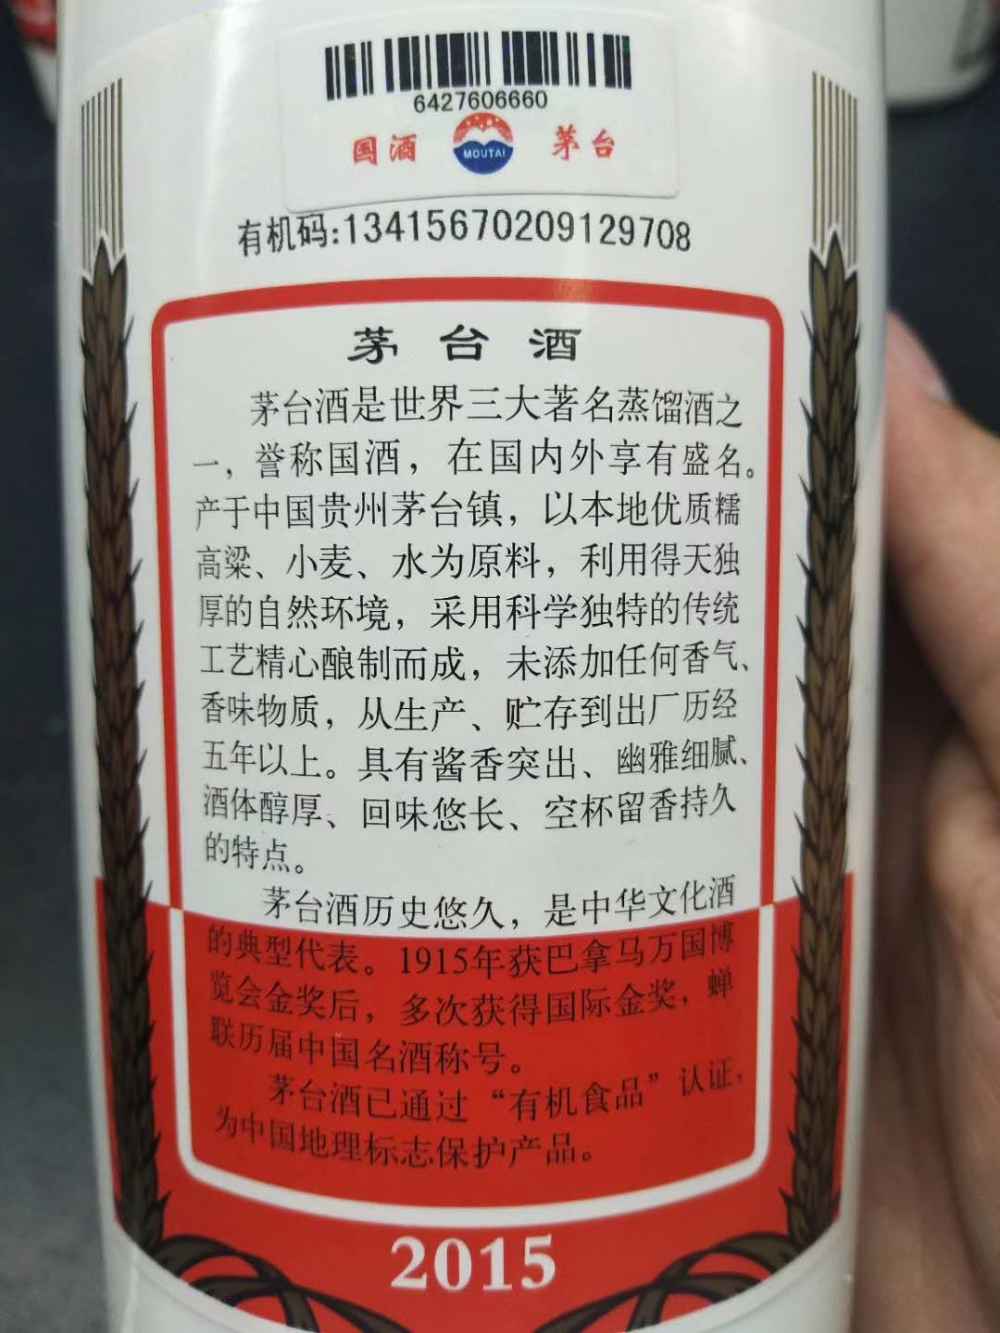 6427606660
国酒 MOUTAI 茅台
有机码:13415670209129708
茅台酒
茅台酒是世界三大著名蒸馏酒之
一，誉称国酒，在国内外享有盛名。
产于中国贵州茅台镇，以本地优质糯
高粱、小麦、水为原料，利用得天独
厚的自然环境，采用科学独特的传统
工艺精心酿制而成，未添加任何香气、
香味物质，从生产、贮存到出厂历经
五年以上。具有酱香突出、幽雅细腻、
酒体醇厚、回味悠长、空杯留香持久
的特点。
茅台酒历史悠久，是中华文化酒
的典型代表。1915年获巴拿马万国博
览会金奖后，多次获得国际金奖，蝉
联历届中国名酒称号。
茅台酒已通过“有机食品”认证，
为中国地理标志保护产品。
2015